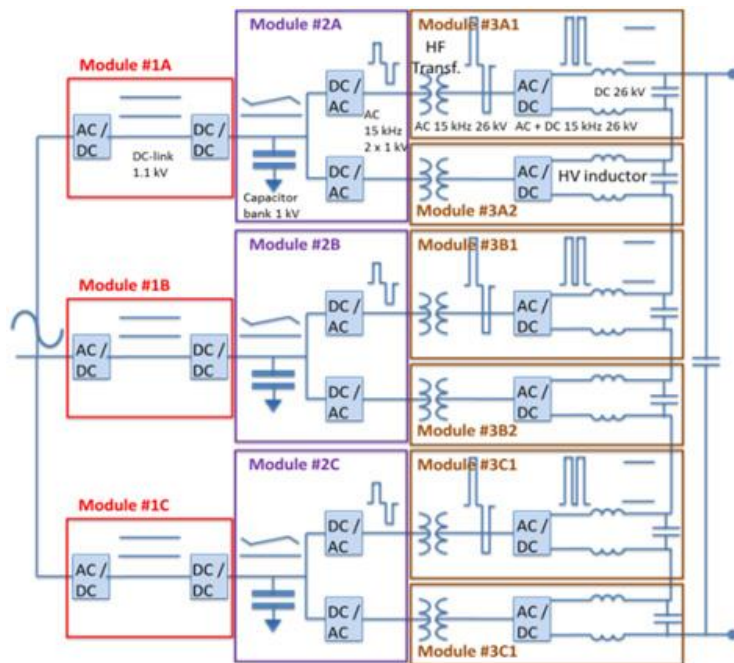 Module #2A
Module #3A1
HF
Transf.
Module #1A
DC /
AC
AC /
DC
DC 26 kV
AC /
DC
DC /
DC
AC
15 kHz
2 x 1 kV
AC 15 kHz 26 kV
AC + DC 15 kHz 26 kV
DC-link
1.1 kV
DC /
AC
AC /
DC
HV inductor
Capacitor
bank 1 kV
Module #3A2
Module #2B
Module #3B1
Module #1B
DC /
AC
AC /
DC
AC /
DC
DC /
DC
DC /
AC
AC /
DC
Module #3B2
Module #2C
Module #3C1
Module #1C
DC /
AC
AC /
DC
AC /
DC
DC /
DC
DC /
AC
AC /
DC
Module #3C1